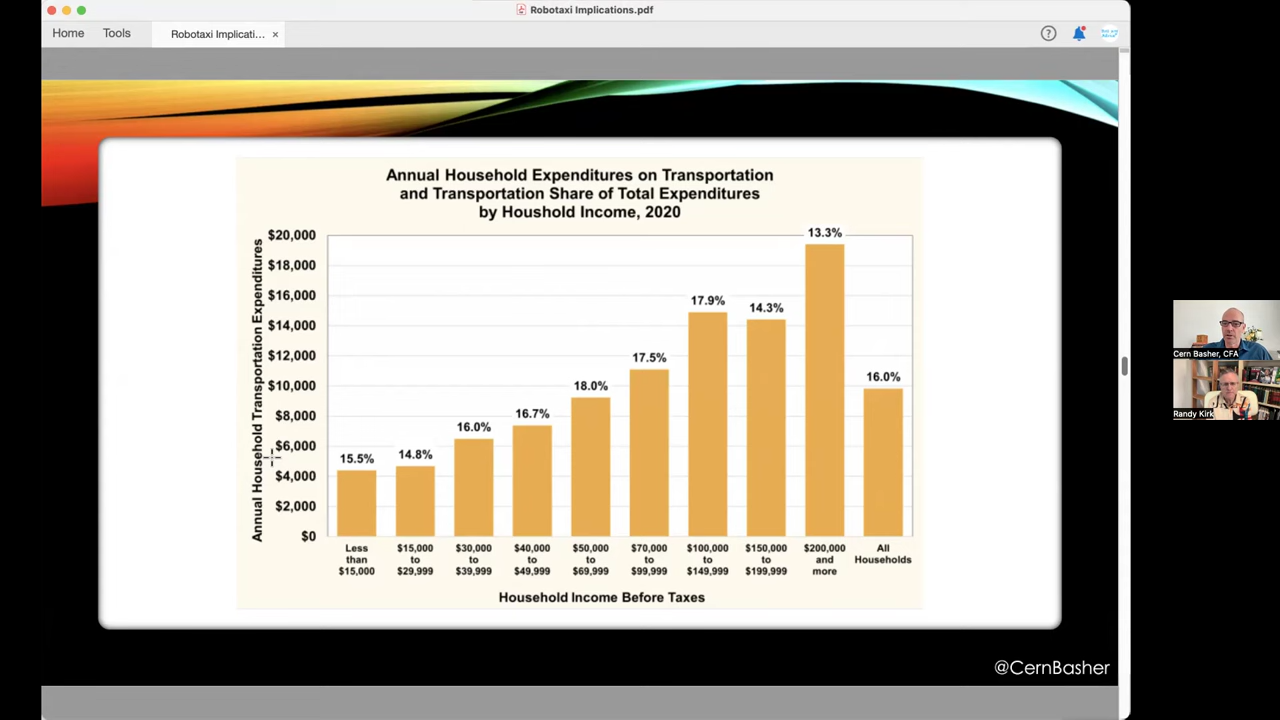 Robotaxi Implications.pdf
Home
Tools
Robotaxi Implicati...
×
?
Annual Household Expenditures on Transportation
and Transportation Share of Total Expenditures
by Houshold Income, 2020
Annual Household Transportation Expenditures
$20,000
$18,000
$16,000
$14,000
$12,000
$10,000
$8,000
$6,000
$4,000
$2,000
$0
15.5%
14.8%
16.0%
16.7%
18.0%
17.5%
17.9%
14.3%
13.3%
16.0%
Less
than
$15,000
$15,000
to
$29,999
$30,000
to
$39,999
$40,000
to
$49,999
$50,000
to
$69,999
$70,000
to
$99,999
$100,000
to
$149,999
$150,000
to
$199,999
$200,000
and
more
All
Households
Household Income Before Taxes
@CernBasher
Cern Basher, CFA
Randy Kirk